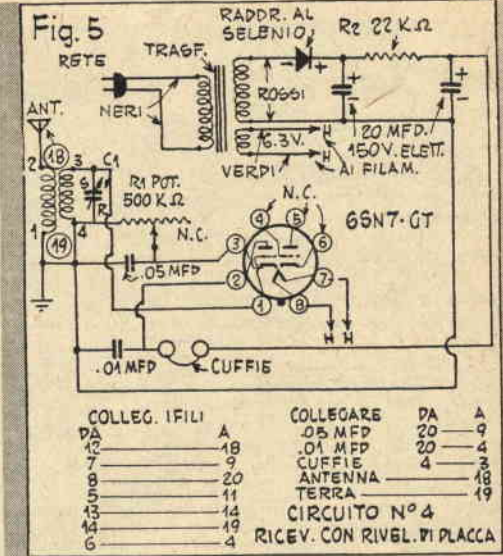 Fig. 5
RETE
TRASF.
RADDR. AL
SELENIO
R2 22 K Ω
- +
+
-
+
-
NERI
ROSSI
6.3V.
VERDI
H
H
AI FILAM.
20 MFD.
150V. ELETT.
ANT.
18
2
3
C1
S
R
1
4
19
R1 POT.
500 K Ω
N.C.
N.C.
6SN7-GT
4
5
3
6
2
7
1
8
.05 MFD
H H
.01 MFD
CUFFIE
COLLEG. I FILI
DA A
12 18
7 9
8 20
5 11
13 14
14 19
6 4
COLLEGARE DA A
.05 MFD 20 9
.01 MFD 20 4
CUFFIE 4 3
ANTENNA 18
TERRA 19
CIRCUITO Nº 4
RICEV. CON RIVEL. DI PLACCA